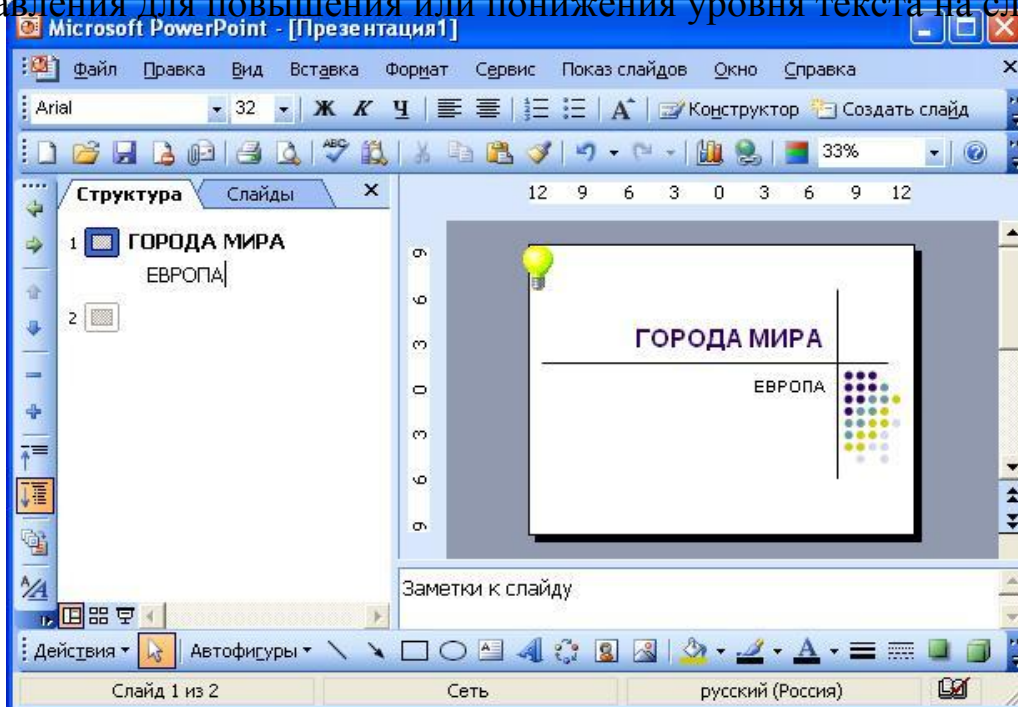 авления для повышения или понижения уровня текста на сл
Microsoft PowerPoint - [Презентация1]
Файл Правка Вид Вставка Формат Сервис Показ слайдов Окно Справка
Arial 32 Ж К Ч Конструктор Создать слайд
ABC 33%
Структура Слайды
12 9 6 3 0 3 6 9 12
1 ГОРОДА МИРА
ЕВРОПА
2
9
6
3
0
3
6
9
ГОРОДА МИРА
ЕВРОПА
Заметки к слайду
Действия Автофигуры
Слайд 1 из 2 Сеть русский (Россия)